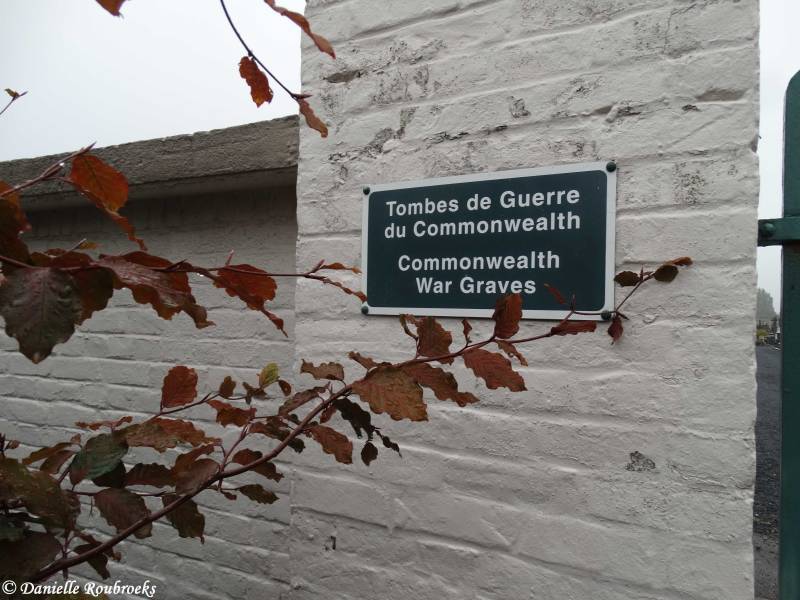 Tombes de Guerre
du Commonwealth
Commonwealth
War Graves
© Danielle Roubroeks